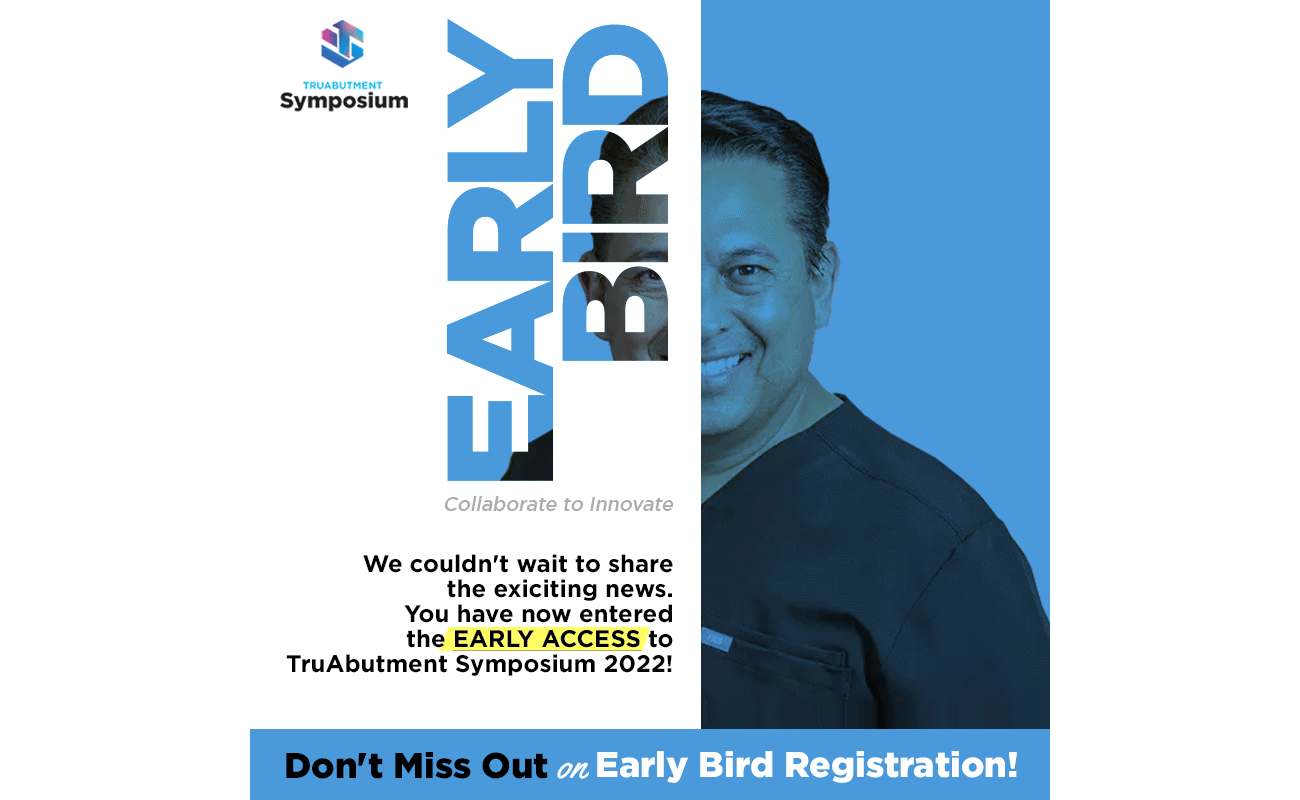 TRUABUTMENT
Symposium
EARLY
BIRD
Collaborate to Innovate
We couldn't wait to share
the exiciting news.
You have now entered
the EARLY ACCESS to
TruAbutment Symposium 2022!
Don't Miss Out on Early Bird Registration!